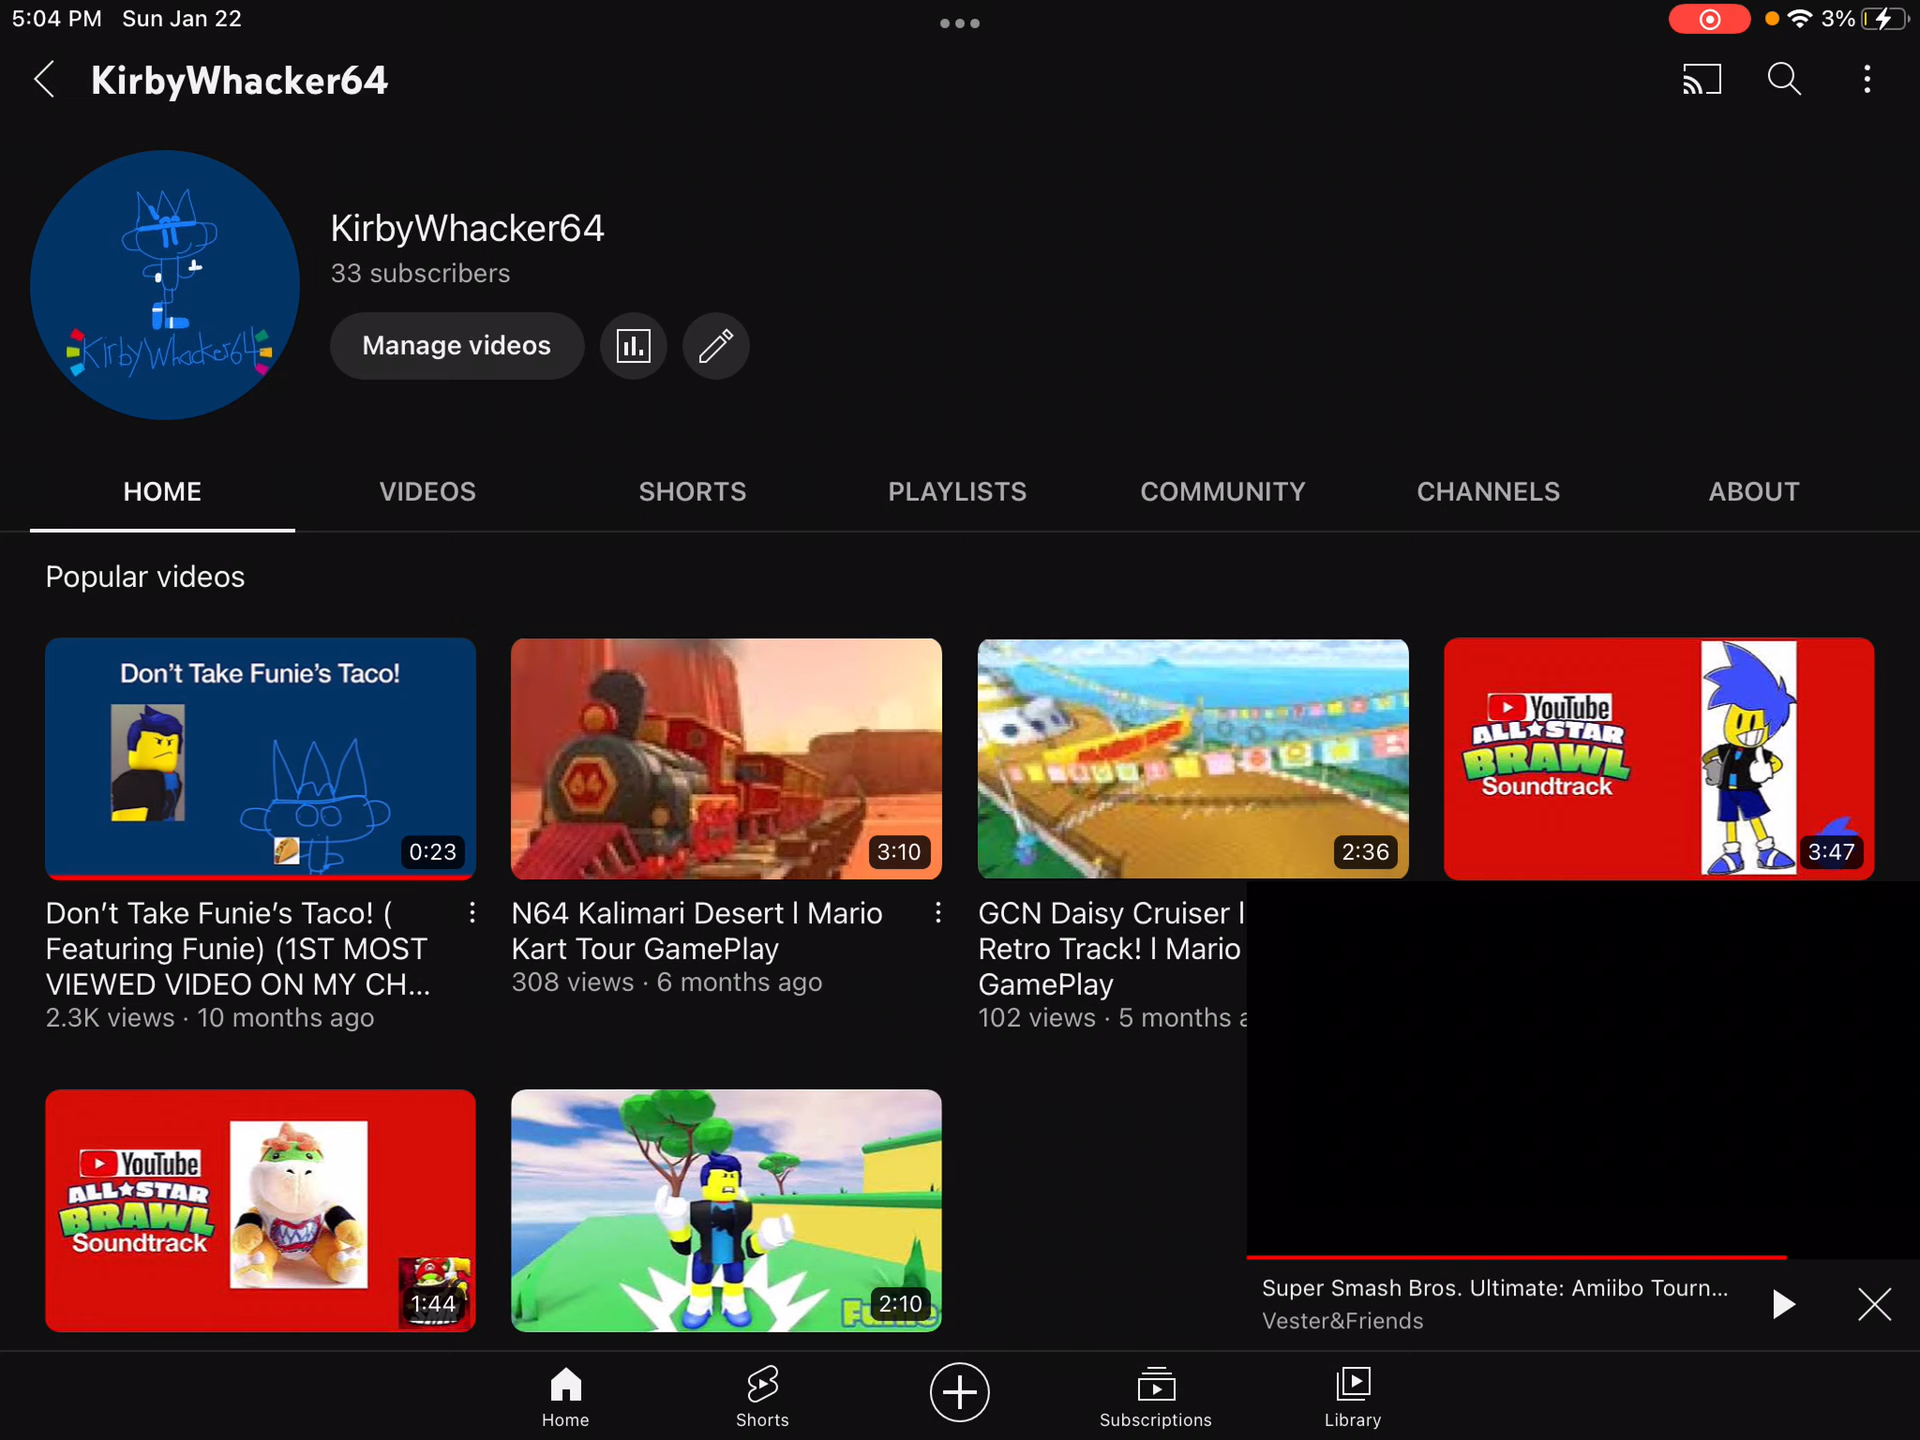 5:04 PM Sun Jan 22
3%
KirbyWhacker64
KirbyWhacker64
33 subscribers
KirbyWhacker64
Manage videos
HOME VIDEOS SHORTS PLAYLISTS COMMUNITY CHANNELS ABOUT
Popular videos
Don't Take Funie's Taco!
0:23
Don't Take Funie's Taco! (
Featuring Funie) (1ST MOST
VIEWED VIDEO ON MY CH...
2.3K views · 10 months ago
64
3:10
N64 Kalimari Desert l Mario
Kart Tour GamePlay
308 views · 6 months ago
2:36
GCN Daisy Cruiser l
Retro Track! l Mario
GamePlay
102 views · 5 months a
YouTube
ALL★STAR
BRAWL
Soundtrack
3:47
YouTube
ALL★STAR
BRAWL
Soundtrack
1:44
2:10
Super Smash Bros. Ultimate: Amiibo Tourn...
Vester&Friends
Home Shorts Subscriptions Library